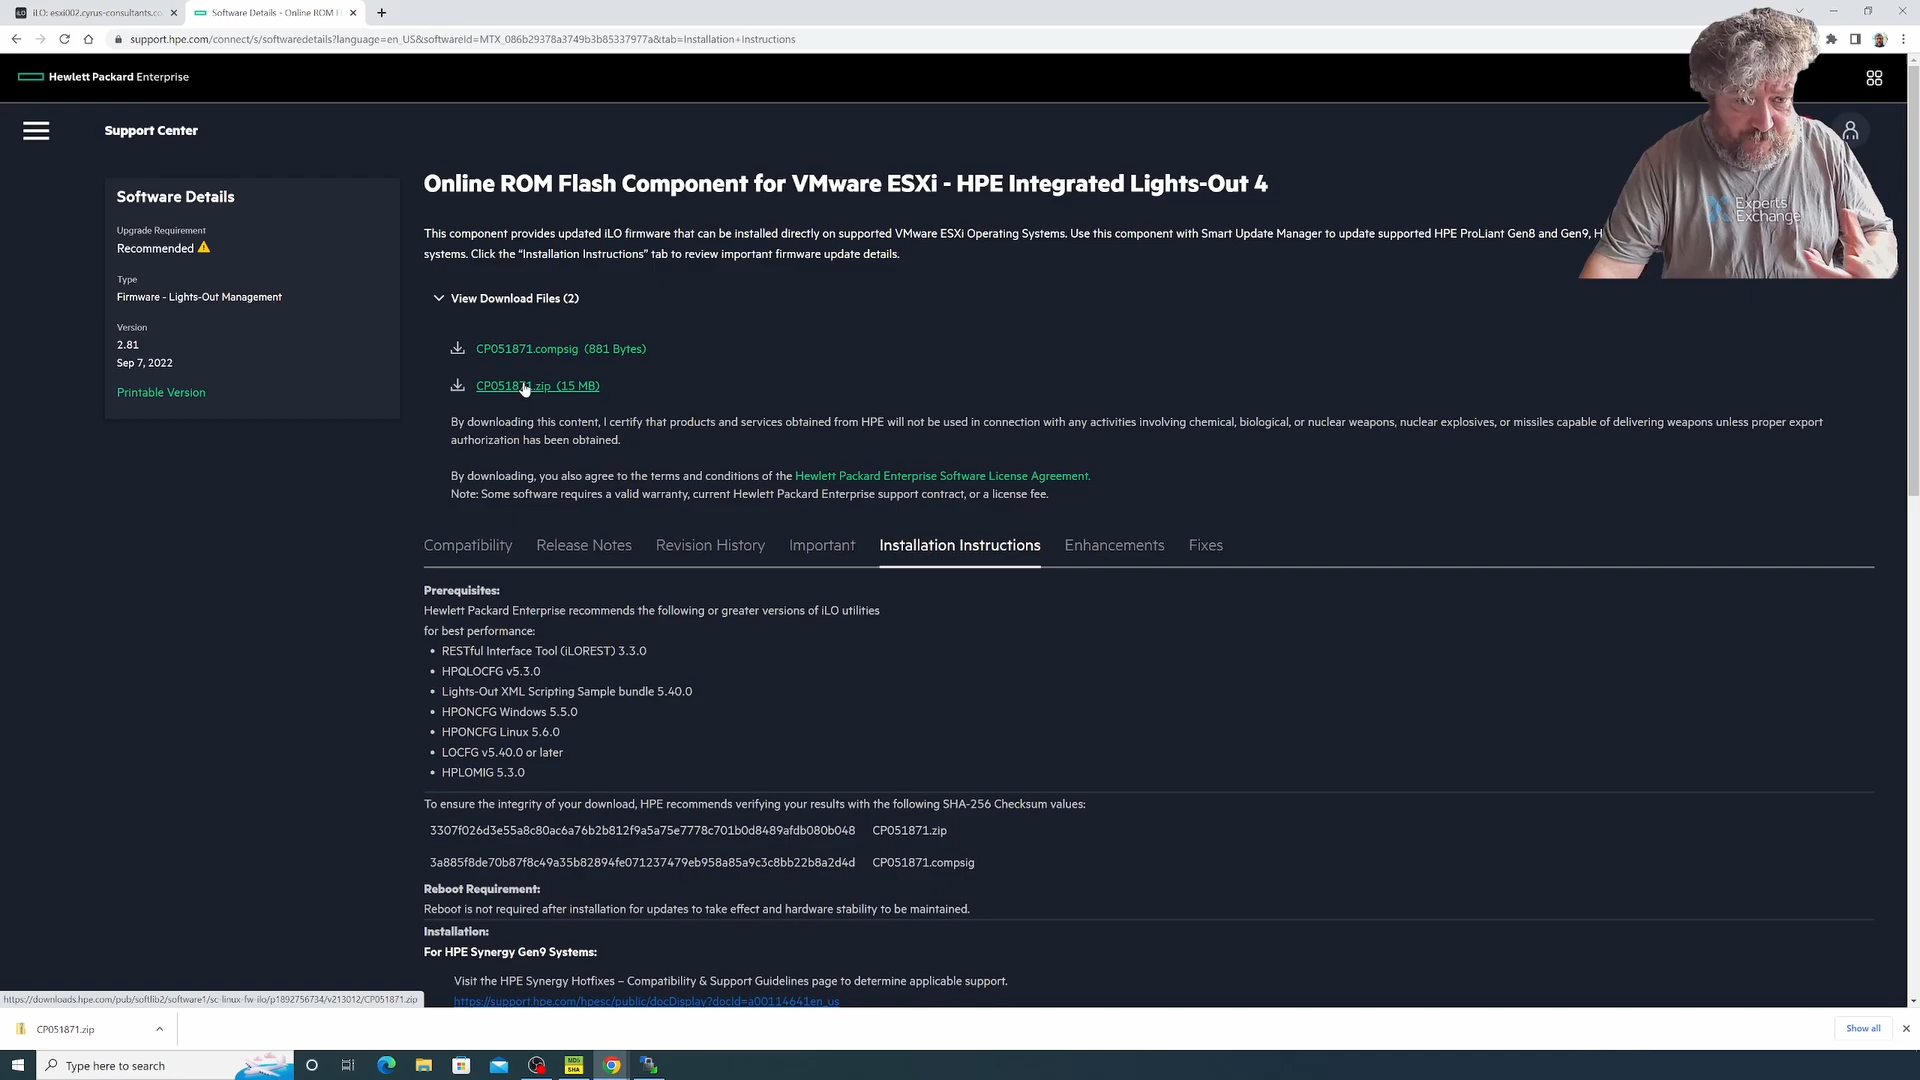 iLO: esxi002.cyrus-consultants.co
Software Details - Online ROM F
support.hpe.com/connect/s/softwaredetails?language=en_US&softwareId=MTX_086b29378a3749b3b85337977a&tab=Installation+Instructions
Hewlett Packard Enterprise
Support Center
Experts Exchange
Software Details
Upgrade Requirement
Recommended
Type
Firmware - Lights-Out Management
Version
2.81
Sep 7, 2022
Printable Version
Online ROM Flash Component for VMware ESXi - HPE Integrated Lights-Out 4
This component provides updated iLO firmware that can be installed directly on supported VMware ESXi Operating Systems. Use this component with Smart Update Manager to update supported HPE ProLiant Gen8 and Gen9, H
systems. Click the “Installation Instructions” tab to review important firmware update details.
View Download Files (2)
CP051871.compsig (881 Bytes)
CP051871.zip (15 MB)
By downloading this content, I certify that products and services obtained from HPE will not be used in connection with any activities involving chemical, biological, or nuclear weapons, nuclear explosives, or missiles capable of delivering weapons unless proper export
authorization has been obtained.
By downloading, you also agree to the terms and conditions of the Hewlett Packard Enterprise Software License Agreement.
Note: Some software requires a valid warranty, current Hewlett Packard Enterprise support contract, or a license fee.
Compatibility Release Notes Revision History Important Installation Instructions Enhancements Fixes
Prerequisites:
Hewlett Packard Enterprise recommends the following or greater versions of iLO utilities
for best performance:
• RESTful Interface Tool (iLOREST) 3.3.0
• HPQLOCFG v5.3.0
• Lights-Out XML Scripting Sample bundle 5.40.0
• HPONCFG Windows 5.5.0
• HPONCFG Linux 5.6.0
• LOCFG v5.40.0 or later
• HPLOMIG 5.3.0
To ensure the integrity of your download, HPE recommends verifying your results with the following SHA-256 Checksum values:
3307f026d3e55a8c80ac6a76b2b812f9a5a75e7778c701b0d8489afdb080b048 CP051871.zip
3a885f8de70b87f8c49a35b82894fe071237479eb958a85a9c3c8bb22b8a2d4d CP051871.compsig
Reboot Requirement:
Reboot is not required after installation for updates to take effect and hardware stability to be maintained.
Installation:
For HPE Synergy Gen9 Systems:
Visit the HPE Synergy Hotfixes – Compatibility & Support Guidelines page to determine applicable support.
https://support.hpe.com/hpesc/public/docDisplay?docId=a00114641en_us
https://downloads.hpe.com/pub/softlib2/software1/sc-linux-fw-ilo/p1892756734/v213012/CP051871.zip
CP051871.zip
Show all
Type here to search
MD5
SHA